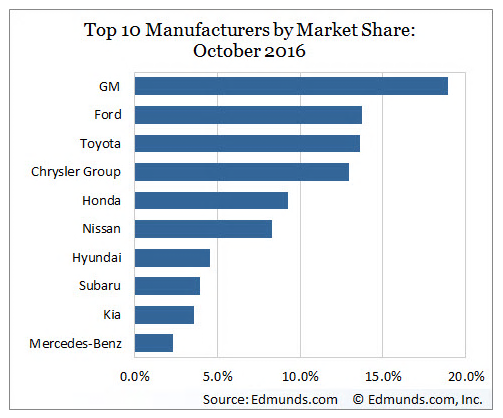 Top 10 Manufacturers by Market Share:
October 2016
GM
Ford
Toyota
Chrysler Group
Honda
Nissan
Hyundai
Subaru
Kia
Mercedes-Benz
0.0% 5.0% 10.0% 15.0% 20.0%
Source: Edmunds.com © Edmunds.com, Inc.